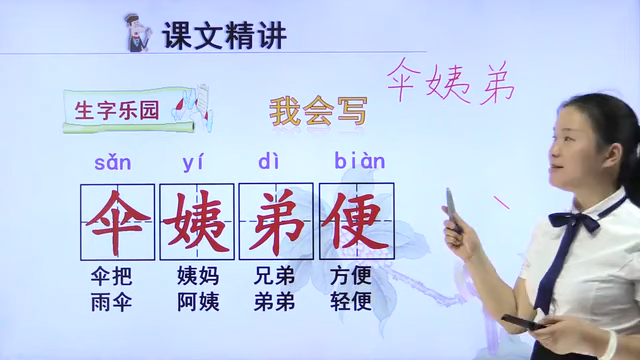 课文精讲
伞姨弟
生字乐园
我会写
sǎn yí dì biàn
伞 姨 弟 便
伞把 姨妈 兄弟 方便
雨伞 阿姨 弟弟 轻便